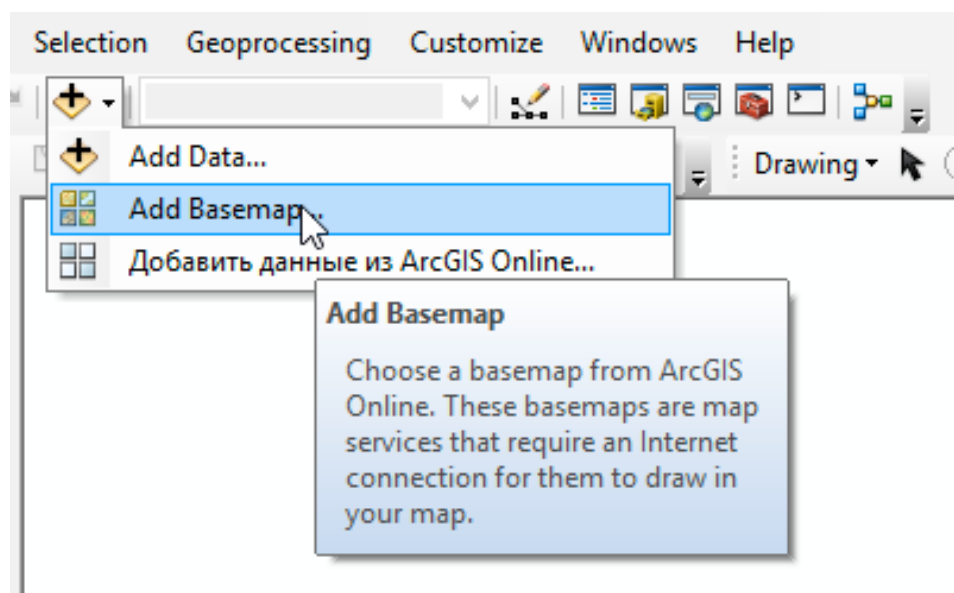 Selection Geoprocessing Customize Windows Help
Add Data...
Drawing
Add Basemap...
Добавить данные из ArcGIS Online...
Add Basemap
Choose a basemap from ArcGIS
Online. These basemaps are map
services that require an Internet
connection for them to draw in
your map.